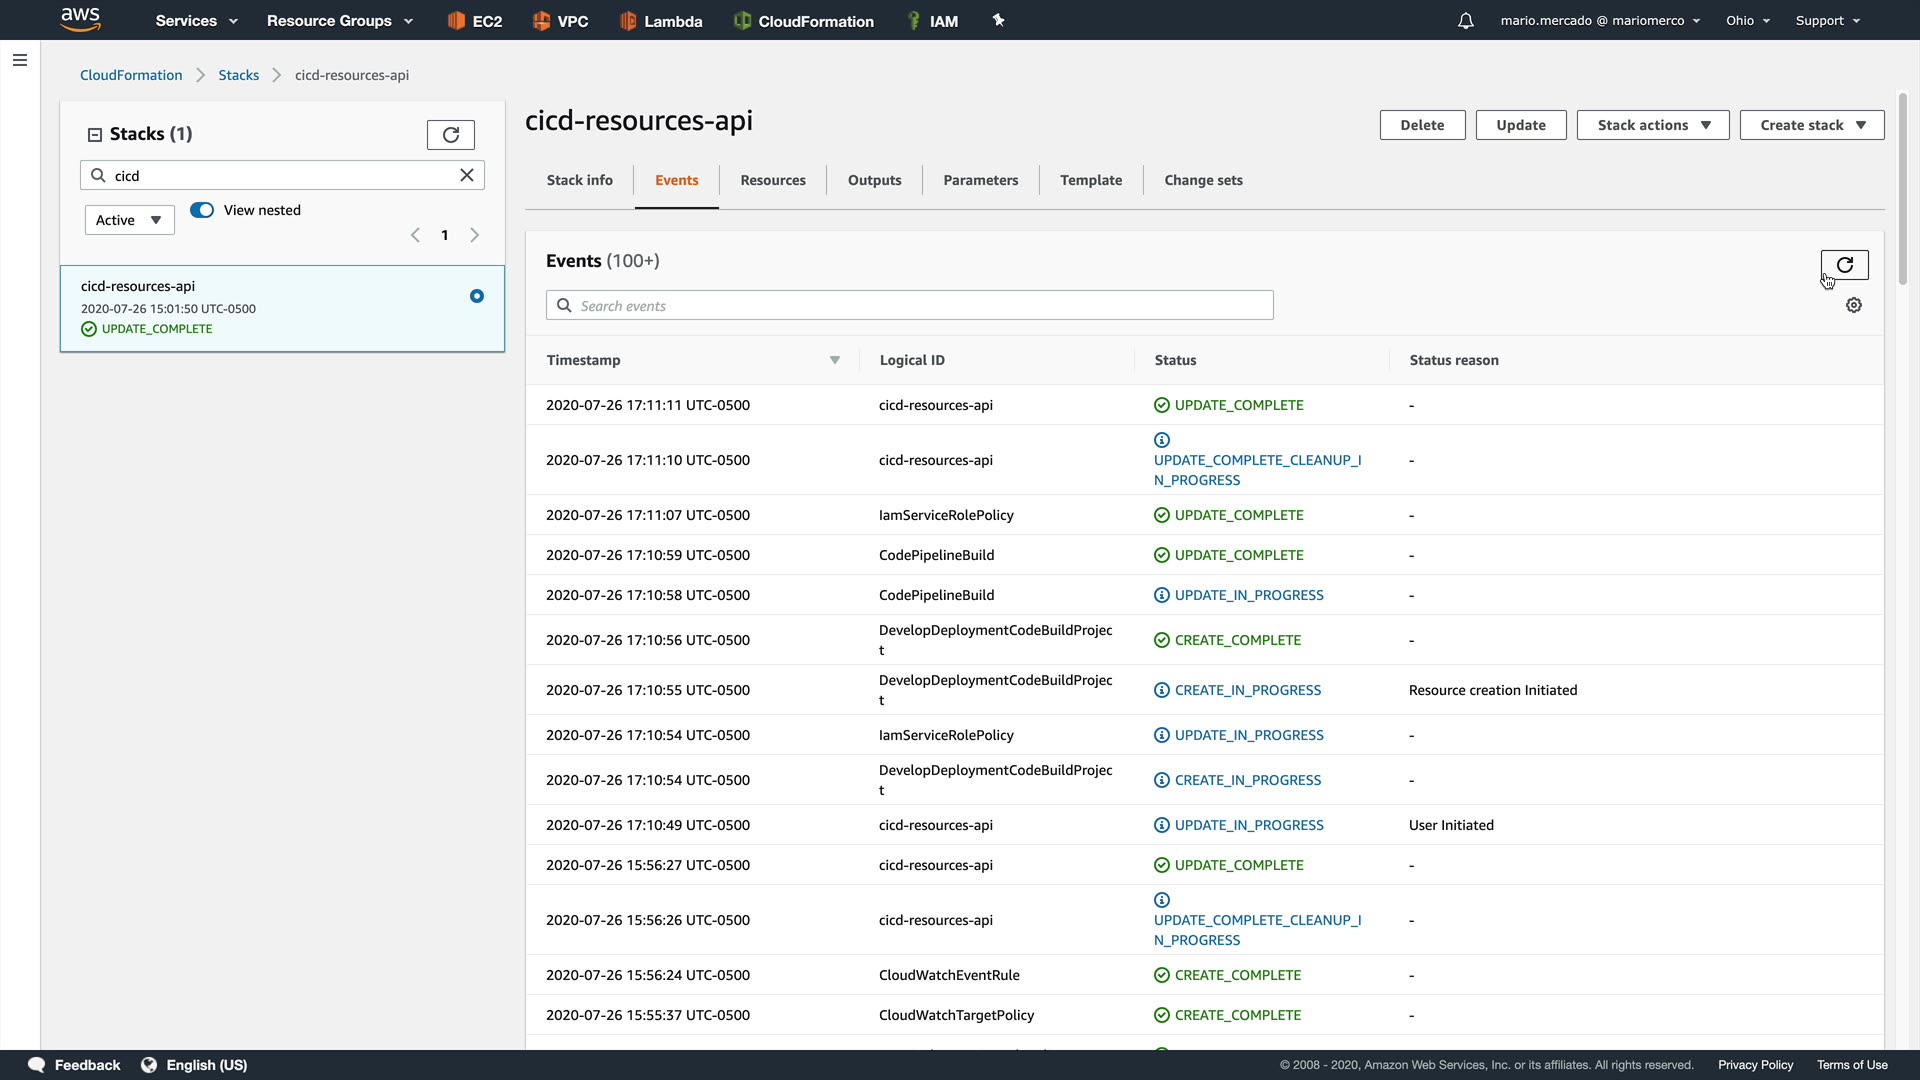 aws
Services
Resource Groups
EC2
VPC
Lambda
CloudFormation
IAM
mario.mercado @ mariomerco
Ohio
Support
CloudFormation
Stacks
cicd-resources-api
Stacks (1)
cicd
Active
View nested
1
cicd-resources-api
2020-07-26 15:01:50 UTC-0500
UPDATE_COMPLETE
cicd-resources-api
Delete
Update
Stack actions
Create stack
Stack info
Events
Resources
Outputs
Parameters
Template
Change sets
Events (100+)
Search events
Timestamp Logical ID Status Status reason
2020-07-26 17:11:11 UTC-0500 cicd-resources-api UPDATE_COMPLETE -
2020-07-26 17:11:10 UTC-0500 cicd-resources-api UPDATE_COMPLETE_CLEANUP_I -
N_PROGRESS
2020-07-26 17:11:07 UTC-0500 IamServiceRolePolicy UPDATE_COMPLETE -
2020-07-26 17:10:59 UTC-0500 CodePipelineBuild UPDATE_COMPLETE -
2020-07-26 17:10:58 UTC-0500 CodePipelineBuild UPDATE_IN_PROGRESS -
2020-07-26 17:10:56 UTC-0500 DevelopDeploymentCodeBuildProjec CREATE_COMPLETE -
t
2020-07-26 17:10:55 UTC-0500 DevelopDeploymentCodeBuildProjec CREATE_IN_PROGRESS Resource creation Initiated
t
2020-07-26 17:10:54 UTC-0500 IamServiceRolePolicy UPDATE_IN_PROGRESS -
2020-07-26 17:10:54 UTC-0500 DevelopDeploymentCodeBuildProjec CREATE_IN_PROGRESS -
t
2020-07-26 17:10:49 UTC-0500 cicd-resources-api UPDATE_IN_PROGRESS User Initiated
2020-07-26 15:56:27 UTC-0500 cicd-resources-api UPDATE_COMPLETE -
2020-07-26 15:56:26 UTC-0500 cicd-resources-api UPDATE_COMPLETE_CLEANUP_I -
N_PROGRESS
2020-07-26 15:56:24 UTC-0500 CloudWatchEventRule CREATE_COMPLETE -
2020-07-26 15:55:37 UTC-0500 CloudWatchTargetPolicy CREATE_COMPLETE -
Feedback
English (US)
© 2008 - 2020, Amazon Web Services, Inc. or its affiliates. All rights reserved.
Privacy Policy
Terms of Use